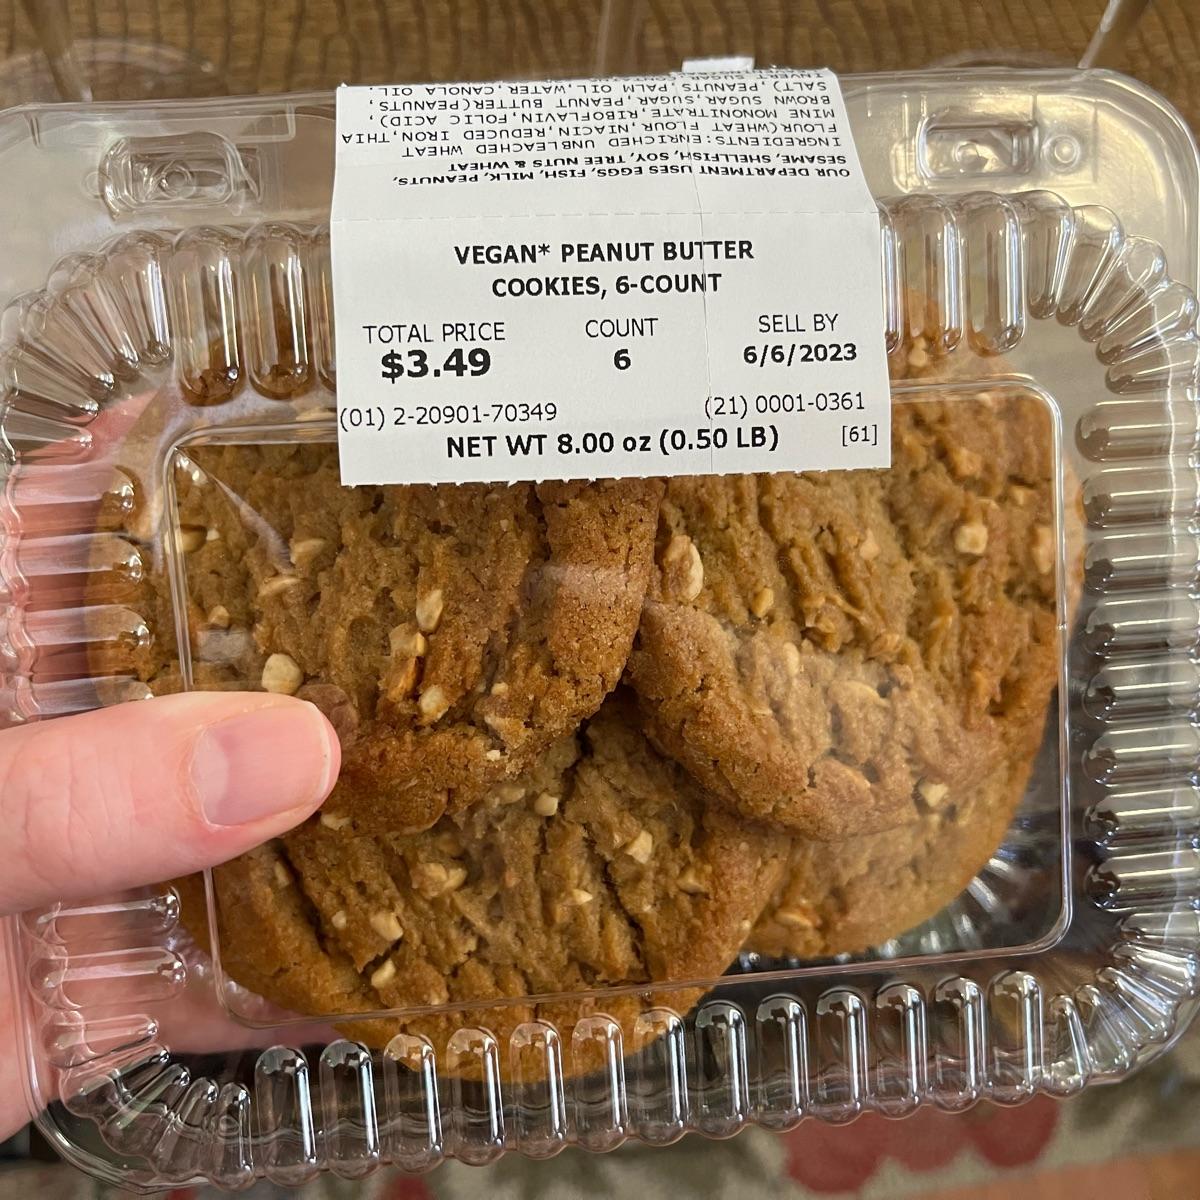 OUR DEPARTMENT USES EGGS, FISH, MILK, PEANUTS,
SESAME, SHELLFISH, SOY, TREE NUTS & WHEAT
INGREDIENTS:ENRICHED UNBLEACHED WHEAT
FLOUR(WHEAT FLOUR,NIACIN,REDUCED IRON,THIA
MINE MONONITRATE,RIBOFLAVIN,FOLIC ACID),
BROWN SUGAR,SUGAR,PEANUT BUTTER(PEANUTS,
SALT),PEANUTS,PALM OIL,WATER,CANOLA OIL,
INVERT SUGAR
VEGAN* PEANUT BUTTER
COOKIES, 6-COUNT
TOTAL PRICE COUNT SELL BY
$3.49 6 6/6/2023
(01) 2-20901-70349 (21) 0001-0361
NET WT 8.00 oz (0.50 LB) [61]